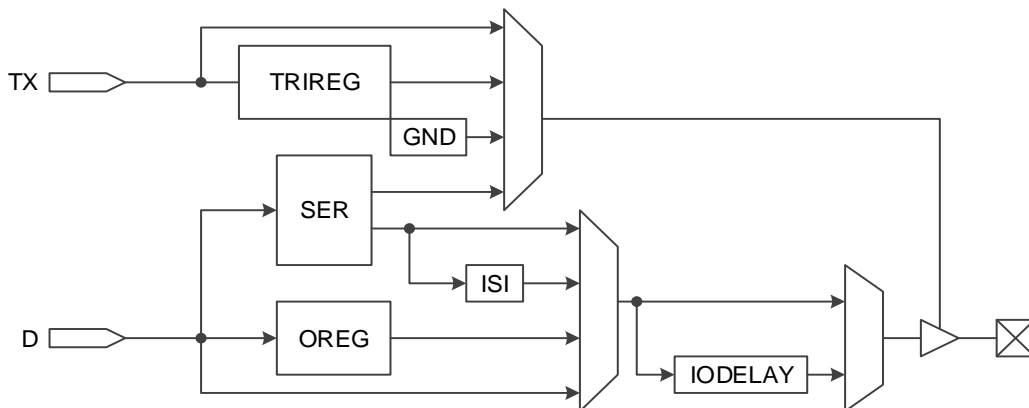 TX
TRIREG
GND
SER
ISI
D
OREG
IODELAY